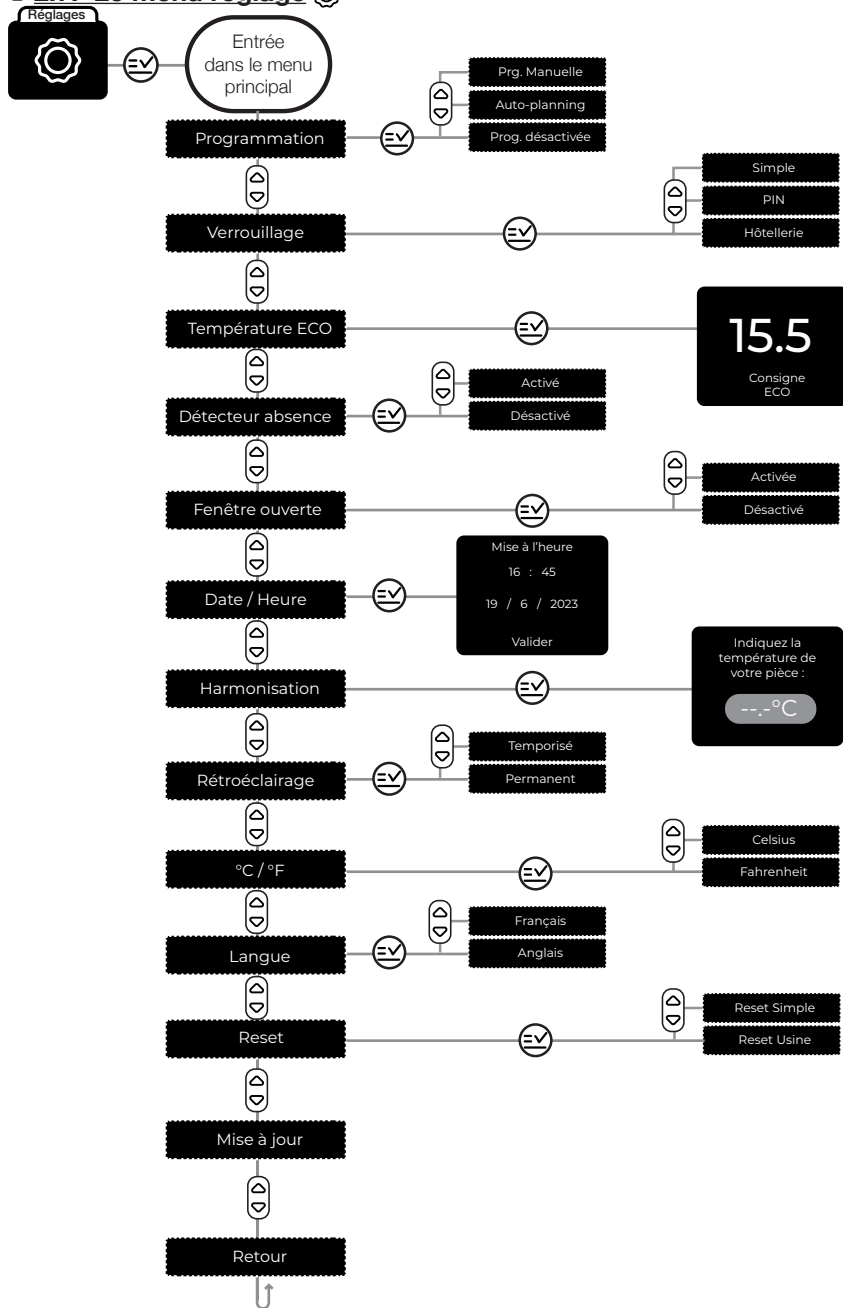 Réglages
Entrée
dans le menu
principal
Programmation
Prg. Manuelle
Auto-planning
Prog. désactivée
Verrouillage
Simple
PIN
Hôtellerie
Température ECO
15.5
Consigne
ECO
Détecteur absence
Activé
Désactivé
Fenêtre ouverte
Activée
Désactivé
Date / Heure
Mise à l'heure
16 : 45
19 / 6 / 2023
Valider
Harmonisation
Indiquez la
température de
votre pièce :
--.-°C
Rétroéclairage
Temporisé
Permanent
°C / °F
Celsius
Fahrenheit
Langue
Français
Anglais
Reset
Reset Simple
Reset Usine
Mise à jour
Retour